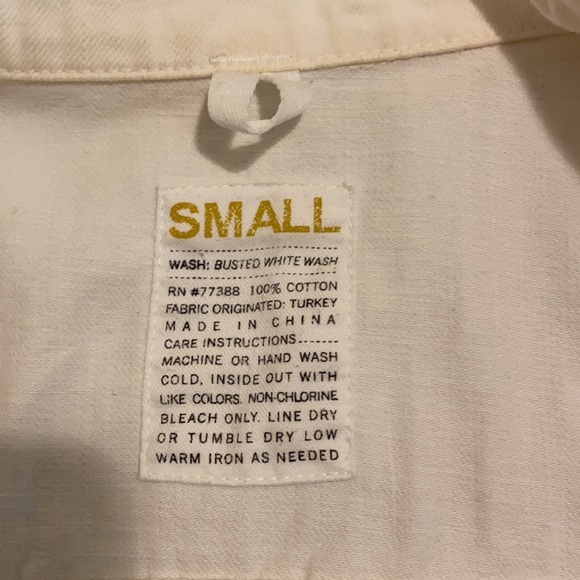 SMALL
WASH: BUSTED WHITE WASH
RN #77388 100% COTTON
FABRIC ORIGINATED: TURKEY
MADE IN CHINA
CARE INSTRUCTIONS-------
MACHINE OR HAND WASH
COLD, INSIDE OUT WITH
LIKE COLORS. NON-CHLORINE
BLEACH ONLY. LINE DRY
OR TUMBLE DRY LOW
WARM IRON AS NEEDED